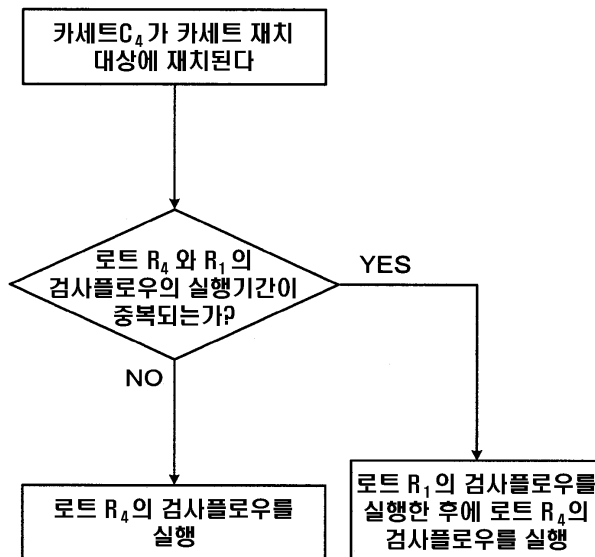 카세트C₄가 카세트 재치
대상에 재치된다
로트 R₄와 R₁의
검사플로우의 실행기간이
중복되는가?
YES
NO
로트 R₄의 검사플로우를
실행
로트 R₁의 검사플로우를
실행한 후에 로트 R₄의
검사플로우를 실행